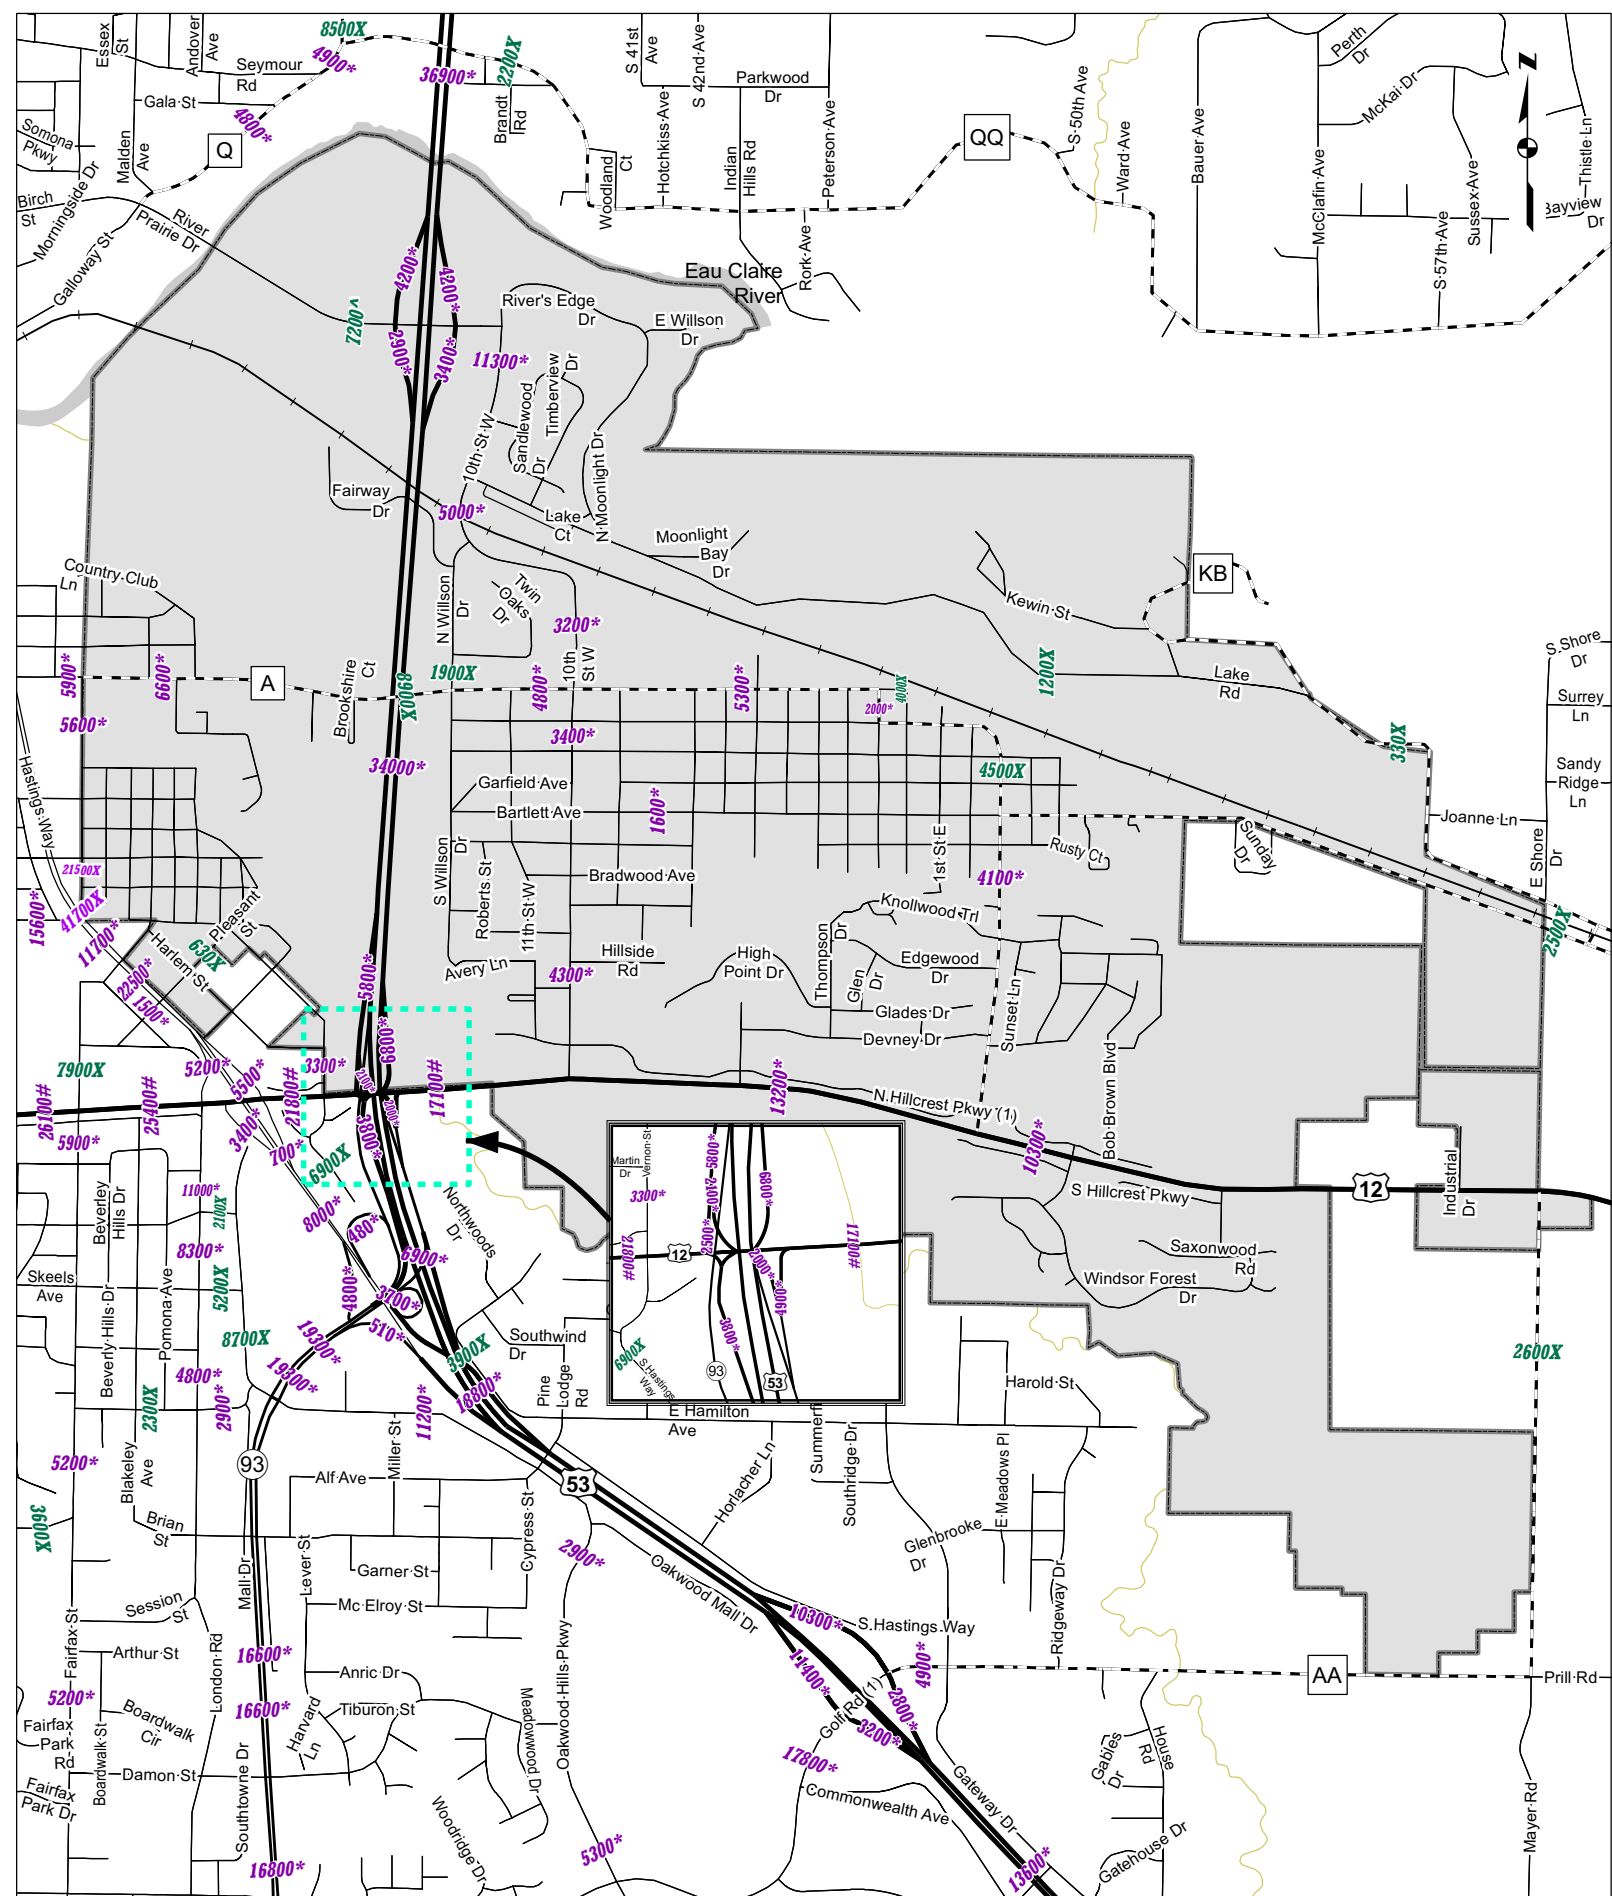 Essex
St
Andover
Ave
8500X
4900*
Seymour
Rd
36900*
2200X
Brandt
Rd
S 41st
Ave
S 42nd Ave
Parkwood
Dr
Perth
Dr
McKai Dr
Z
Gala St
4800*
Q
Somona
Pkwy
Malden
Ave
Morningside Dr
Birch
St
River
Prairie Dr
Galloway St
Woodland
Ct
Hotchkiss Ave
Indian
Hills Rd
Peterson Ave
QQ
S 50th Ave
Ward Ave
Bauer Ave
McClafin Ave
S 57th Ave
Sussex Ave
Thistle Ln
Bayview
Dr
Rork Ave
Eau Claire
River
4200*
4200*
7200^
2900*
3400*
River's Edge
Dr
E Willson
Dr
11300*
Sandlewood
Dr
Timberview
Dr
10th St W
N Moonlight Dr
Fairway
Dr
5000*
Lake
Ct
Moonlight
Bay
Dr
KB
Country Club
Ln
N Willson
Dr
Twin
Oaks
Dr
Kewin St
3200*
5900*
6600*
A
Brookshire
Ct
8900X
1900X
4800*
10th
St W
5300*
2000*
4000X
1200X
Lake
Rd
330X
S Shore
Dr
Surrey
Ln
5600*
3400*
34000*
Hastings Way
Garfield Ave
Bartlett Ave
1600*
4500X
Sandy
Ridge
Ln
Joanne Ln
S Willson
Dr
Roberts St
11th St W
Bradwood Ave
1st St E
4100*
Rusty Ct
Sunday
Dr
E Shore
Dr
21500X
41700X
15600*
11700*
Harlem St
630X
Pleasant
St
22500*
1500*
5800*
Avery Ln
Hillside
Rd
4300*
High
Point Dr
Thompson
Dr
Knollwood Trl
Glen
Dr
Edgewood
Dr
Glades Dr
Devney Dr
Sunset Ln
Bob Brown Blvd
2500X
6800*
7900X
5200*
5500*
3300*
2100*
17100#
13200*
N Hillcrest Pkwy (1)
26100#
25400#
21800#
3400*
700*
5900*
3800*
2000*
6900X
10300*
12
S Hillcrest Pkwy
Industrial
Dr
Saxonwood
Rd
Windsor Forest
Dr
11000*
2100X
Beverley
Hills Dr
8300*
Skeels
Ave
5200X
Beverly Hills Dr
Pomona Ave
8000*
480*
6900*
Northwoods
Dr
4800*
3700*
510*
8700X
19300*
19300*
3900X
Southwind
Dr
18800*
Martin
Dr
Vernon St
5800*
2100*
6800*
3300*
2500*
12
21800#
17100#
2000*
4900*
3800*
6900X
S Hastings
Way
93
53
2600X
4800*
2900*
2300X
11200*
Pine
Lodge
Rd
E Hamilton
Ave
Harold St
Summerfi
Southridge Dr
Horlacher Ln
E Meadows Pl
5200*
Blakeley
Ave
93
Alf Ave
Miller St
53
3600X
Brian
St
Cypress St
2900*
Glenbrooke
Dr
Mall Dr
Lever St
Garner St
Mc Elroy St
Oakwood Mall Dr
Ridgeway Dr
Session
St
10300*
S Hastings Way
Fairfax St
Arthur St
London Rd
16600*
Anric Dr
11400*
4900*
AA
Prill Rd
5200*
Boardwalk
Cir
16600*
Harvard
Ln
Tiburon St
Meadowwood Dr
Oakwood Hills Pkwy
Golf Rd (1)
2800*
3200*
Fairfax
Park
Rd
Boardwalk St
Damon St
17800*
Gables
Dr
House
Rd
Fairfax
Park Dr
Southtowne Dr
Commonwealth Ave
Gateway Dr
Mayer Rd
Woodridge Dr
16800*
5300*
13600*
Gatehouse Dr